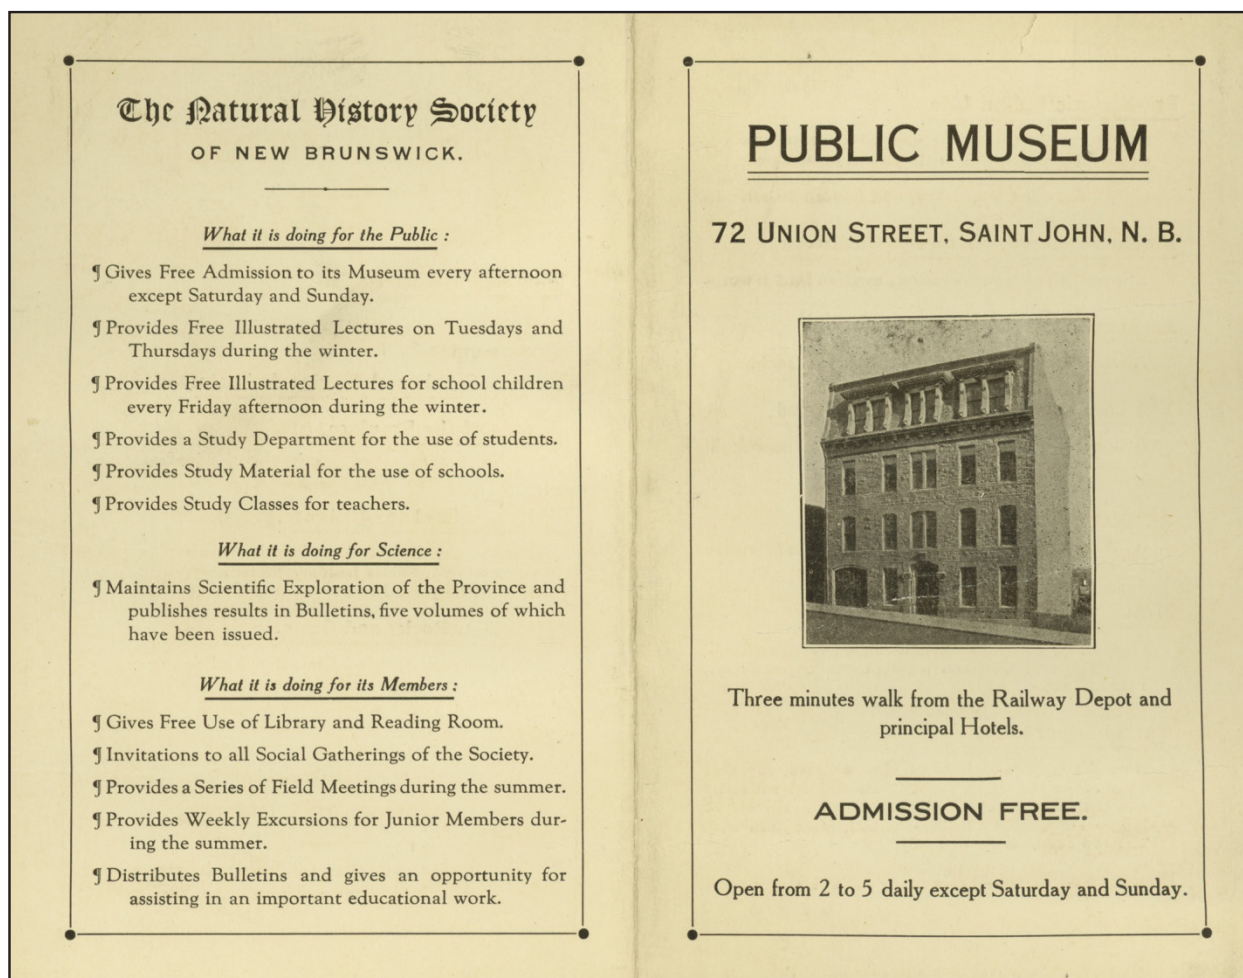 The Natural History Society
OF NEW BRUNSWICK.
What it is doing for the Public :
¶ Gives Free Admission to its Museum every afternoon
except Saturday and Sunday.
¶ Provides Free Illustrated Lectures on Tuesdays and
Thursdays during the winter.
¶ Provides Free Illustrated Lectures for school children
every Friday afternoon during the winter.
¶ Provides a Study Department for the use of students.
¶ Provides Study Material for the use of schools.
¶ Provides Study Classes for teachers.
What it is doing for Science :
¶ Maintains Scientific Exploration of the Province and
publishes results in Bulletins, five volumes of which
have been issued.
What it is doing for its Members :
¶ Gives Free Use of Library and Reading Room.
¶ Invitations to all Social Gatherings of the Society.
¶ Provides a Series of Field Meetings during the summer.
¶ Provides Weekly Excursions for Junior Members dur-
ing the summer.
¶ Distributes Bulletins and gives an opportunity for
assisting in an important educational work.
PUBLIC MUSEUM
72 UNION STREET, SAINT JOHN, N. B.
Three minutes walk from the Railway Depot and
principal Hotels.
ADMISSION FREE.
Open from 2 to 5 daily except Saturday and Sunday.